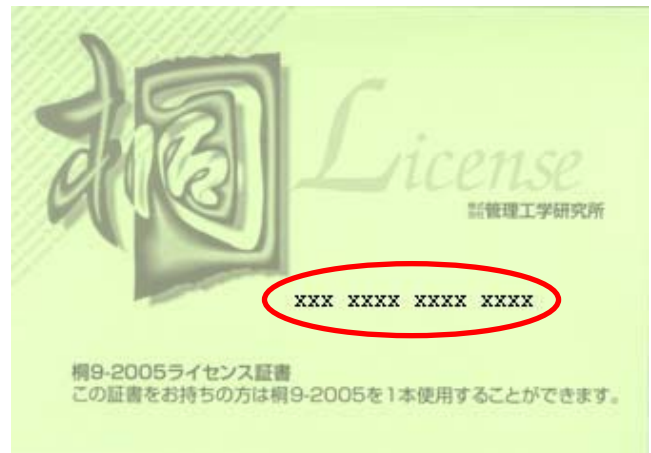 桐
License
株式会社管理工学研究所
xxx xxxx xxxx xxxx
桐9-2005ライセンス証書
この証書をお持ちの方は桐9-2005を1本使用することができます。